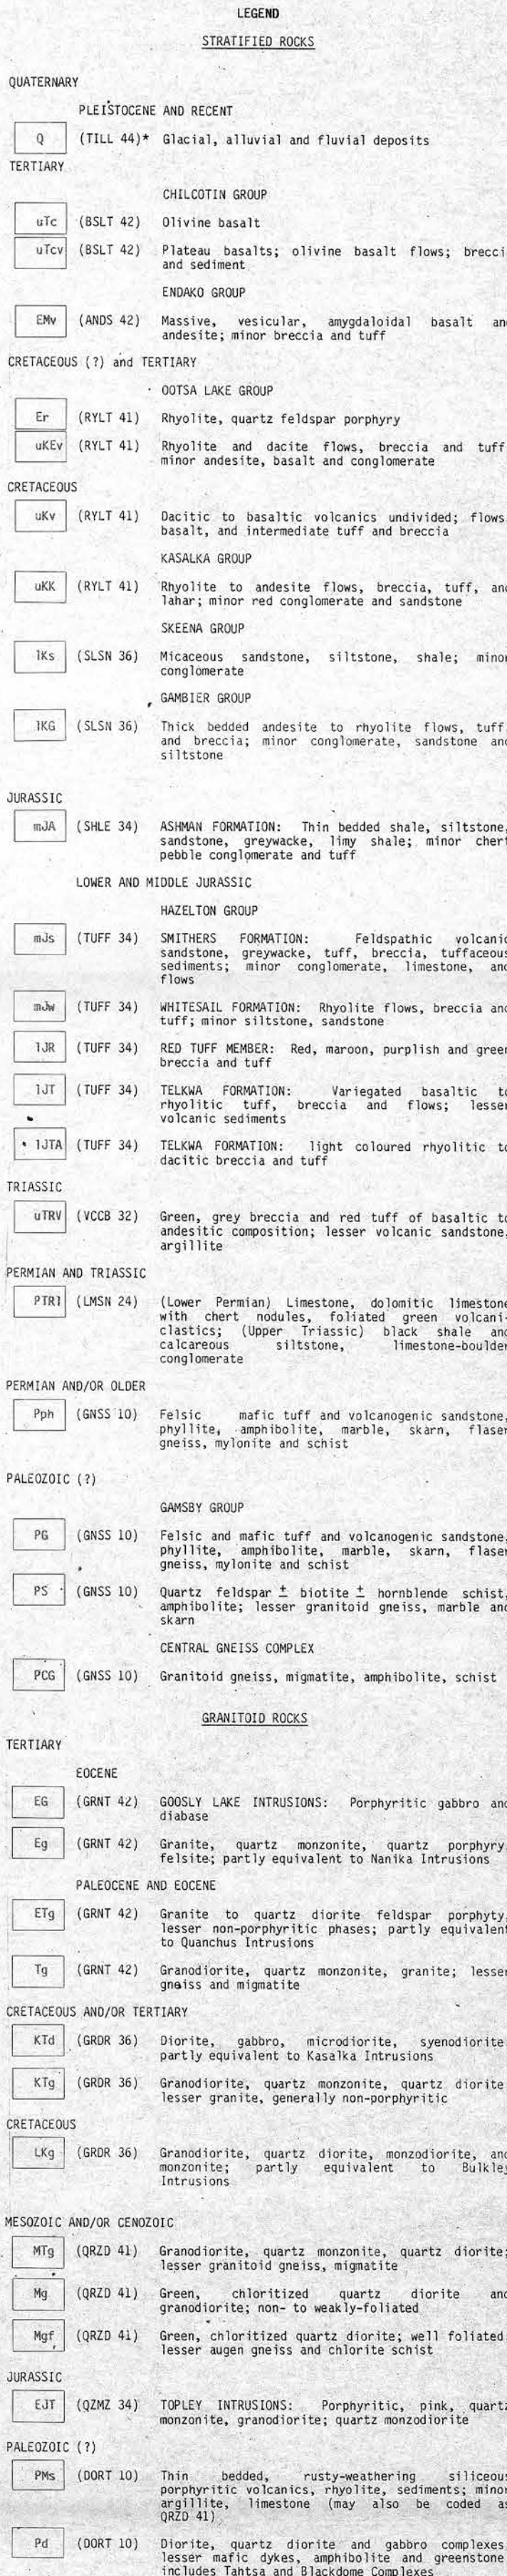 LEGEND
STRATIFIED ROCKS
QUATERNARY
PLEISTOCENE AND RECENT
Q (TILL 44)* Glacial, alluvial and fluvial deposits
TERTIARY
CHILCOTIN GROUP
uTc (BSLT 42) Olivine basalt
uTcv (BSLT 42) Plateau basalts; olivine basalt flows; brecci
and sediment
ENDAKO GROUP
EMv (ANDS 42) Massive, vesicular, amygdaloidal basalt an
andesite; minor breccia and tuff
CRETACEOUS (?) and TERTIARY
OOTSA LAKE GROUP
Er (RYLT 41) Rhyolite, quartz feldspar porphyry
uKEv (RYLT 41) Rhyolite and dacite flows, breccia and tuff
minor andesite, basalt and conglomerate
CRETACEOUS
uKv (RYLT 41) Dacitic to basaltic volcanics undivided; flows
basalt, and intermediate tuff and breccia
KASALKA GROUP
uKK (RYLT 41) Rhyolite to andesite flows, breccia, tuff, an
lahar; minor red conglomerate and sandstone
SKEENA GROUP
lKs (SLSN 36) Micaceous sandstone, siltstone, shale; mino
conglomerate
GAMBIER GROUP
lKG (SLSN 36) Thick bedded andesite to rhyolite flows, tuff
and breccia; minor conglomerate, sandstone an
siltstone
JURASSIC
mJA (SHLE 34) ASHMAN FORMATION: Thin bedded shale, siltstone,
sandstone, greywacke, limy shale; minor cher
pebble conglomerate and tuff
LOWER AND MIDDLE JURASSIC
HAZELTON GROUP
mJs (TUFF 34) SMITHERS FORMATION: Feldspathic volcanic
sandstone, greywacke, tuff, breccia, tuffaceous
sediments; minor conglomerate, limestone, and
flows
mJw (TUFF 34) WHITESAIL FORMATION: Rhyolite flows, breccia and
tuff; minor siltstone, sandstone
lJR (TUFF 34) RED TUFF MEMBER: Red, maroon, purplish and green
breccia and tuff
lJT (TUFF 34) TELKWA FORMATION: Variegated basaltic to
rhyolitic tuff, breccia and flows; lesser
volcanic sediments
lJTA (TUFF 34) TELKWA FORMATION: light coloured rhyolitic to
dacitic breccia and tuff
TRIASSIC
uTRV (VCCB 32) Green, grey breccia and red tuff of basaltic to
andesitic composition; lesser volcanic sandstone,
argillite
PERMIAN AND TRIASSIC
PTRl (LMSN 24) (Lower Permian) Limestone, dolomitic limestone
with chert nodules, foliated green volcani-
clastics; (Upper Triassic) black shale and
calcareous siltstone, limestone-boulder
conglomerate
PERMIAN AND/OR OLDER
Pph (GNSS 10) Felsic mafic tuff and volcanogenic sandstone,
phyllite, amphibolite, marble, skarn, flaser
gneiss, mylonite and schist
PALEOZOIC (?)
GAMSBY GROUP
PG (GNSS 10) Felsic and mafic tuff and volcanogenic sandstone,
phyllite, amphibolite, marble, skarn, flaser
gneiss, mylonite and schist
PS (GNSS 10) Quartz feldspar ± biotite ± hornblende schist,
amphibolite; lesser granitoid gneiss, marble and
skarn
CENTRAL GNEISS COMPLEX
PCG (GNSS 10) Granitoid gneiss, migmatite, amphibolite, schist
GRANITOID ROCKS
TERTIARY
EOCENE
EG (GRNT 42) GOOSLY LAKE INTRUSIONS: Porphyritic gabbro and
diabase
Eg (GRNT 42) Granite, quartz monzonite, quartz porphyry,
felsite; partly equivalent to Nanika Intrusions
PALEOCENE AND EOCENE
ETg (GRNT 42) Granite to quartz diorite feldspar porphyty,
lesser non-porphyritic phases; partly equivalent
to Quanchus Intrusions
Tg (GRNT 42) Granodiorite, quartz monzonite, granite; lesser
gneiss and migmatite
CRETACEOUS AND/OR TERTIARY
KTd (GRDR 36) Diorite, gabbro, microdiorite, syenodiorite
partly equivalent to Kasalka Intrusions
KTg (GRDR 36) Granodiorite, quartz monzonite, quartz diorite
lesser granite, generally non-porphyritic
CRETACEOUS
LKg (GRDR 36) Granodiorite, quartz diorite, monzodiorite, and
monzonite; partly equivalent to Bulkley
Intrusions
MESOZOIC AND/OR CENOZOIC
MTg (QRZD 41) Granodiorite, quartz monzonite, quartz diorite;
lesser granitoid gneiss, migmatite
Mg (QRZD 41) Green, chloritized quartz diorite and
granodiorite; non- to weakly-foliated
Mgf (QRZD 41) Green, chloritized quartz diorite; well foliated
lesser augen gneiss and chlorite schist
JURASSIC
EJT (QZMZ 34) TOPLEY INTRUSIONS: Porphyritic, pink, quartz
monzonite, granodiorite; quartz monzodiorite
PALEOZOIC (?)
PMs (DORT 10) Thin bedded, rusty-weathering siliceous
porphyritic volcanics, rhyolite, sediments; minor
argillite, limestone (may also be coded as
QRZD 41)
Pd (DORT 10) Diorite, quartz diorite and gabbro complexes
lesser mafic dykes, amphibolite and greenstone
includes Tahtsa and Blackdome Complexes